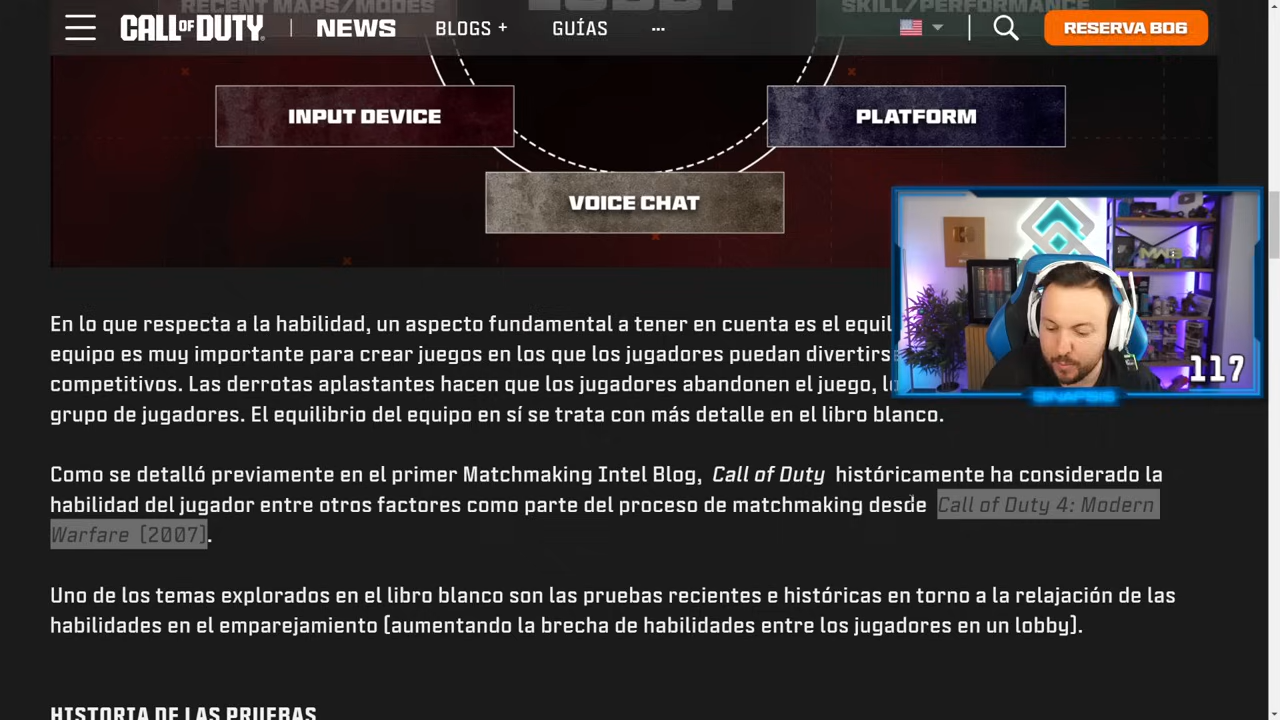 RECENT MAPS/MODES
LOBBY
SKILL/PERFORMANCE
CALL OF DUTY
NEWS
BLOGS +
GUÍAS
···
RESERVA BO6
INPUT DEVICE
PLATFORM
VOICE CHAT
En lo que respecta a la habilidad, un aspecto fundamental a tener en cuenta es el equil
equipo es muy importante para crear juegos en los que los jugadores puedan divertirs
competitivos. Las derrotas aplastantes hacen que los jugadores abandonen el juego, l
grupo de jugadores. El equilibrio del equipo en sí se trata con más detalle en el libro blanco.
117
SINAPSIS
Como se detalló previamente en el primer Matchmaking Intel Blog, Call of Duty históricamente ha considerado la
habilidad del jugador entre otros factores como parte del proceso de matchmaking desde Call of Duty 4: Modern
Warfare (2007).
Uno de los temas explorados en el libro blanco son las pruebas recientes e históricas en torno a la relajación de las
habilidades en el emparejamiento (aumentando la brecha de habilidades entre los jugadores en un lobby).
HISTORIA DE LAS PRUEBAS